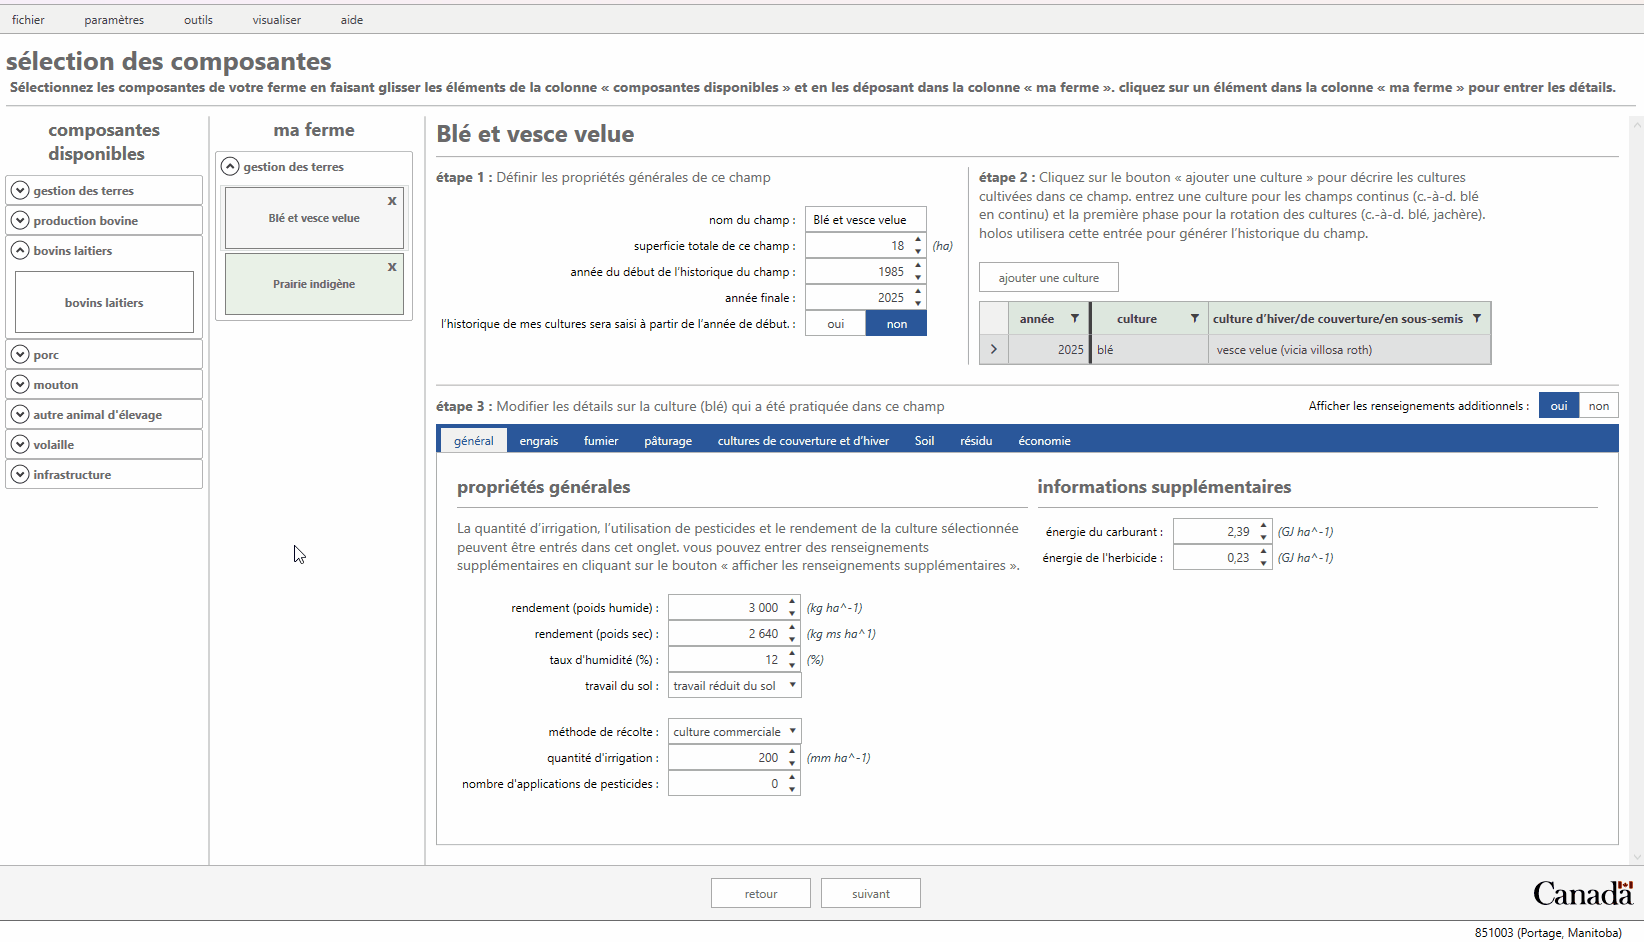 fichier paramètres outils visualiser aide
sélection des composantes
Sélectionnez les composantes de votre ferme en faisant glisser les éléments de la colonne « composantes disponibles » et en les déposant dans la colonne « ma ferme ». cliquez sur un élément dans la colonne « ma ferme » pour entrer les détails.
composantes
disponibles
gestion des terres
production bovine
bovins laitiers
bovins laitiers
porc
mouton
autre animal d'élevage
volaille
infrastructure
ma ferme
gestion des terres
x
Blé et vesce velue
x
Prairie indigène
Blé et vesce velue
étape 1 : Définir les propriétés générales de ce champ
nom du champ : Blé et vesce velue
superficie totale de ce champ : 18 (ha)
année du début de l'historique du champ : 1985
année finale : 2025
l'historique de mes cultures sera saisi à partir de l'année de début. : oui non
étape 2 : Cliquez sur le bouton « ajouter une culture » pour décrire les cultures
cultivées dans ce champ. entrez une culture pour les champs continus (c.-à-d. blé
en continu) et la première phase pour la rotation des cultures (c.-à-d. blé, jachère).
holos utilisera cette entrée pour générer l'historique du champ.
ajouter une culture
année culture culture d'hiver/de couverture/en sous-semis
2025 blé vesce velue (vicia villosa roth)
étape 3 : Modifier les détails sur la culture (blé) qui a été pratiquée dans ce champ
Afficher les renseignements additionnels : oui non
général engrais fumier pâturage cultures de couverture et d'hiver Soil résidu économie
propriétés générales
La quantité d'irrigation, l'utilisation de pesticides et le rendement de la culture sélectionnée
peuvent être entrés dans cet onglet. vous pouvez entrer des renseignements
supplémentaires en cliquant sur le bouton « afficher les renseignements supplémentaires ».
rendement (poids humide) : 3 000 (kg ha^-1)
rendement (poids sec) : 2 640 (kg ms ha^1)
taux d'humidité (%) : 12 (%)
travail du sol : travail réduit du sol
méthode de récolte : culture commerciale
quantité d'irrigation : 200 (mm ha^-1)
nombre d'applications de pesticides : 0
informations supplémentaires
énergie du carburant : 2,39 (GJ ha^-1)
énergie de l'herbicide : 0,23 (GJ ha^-1)
retour suivant
Canada
851003 (Portage, Manitoba)